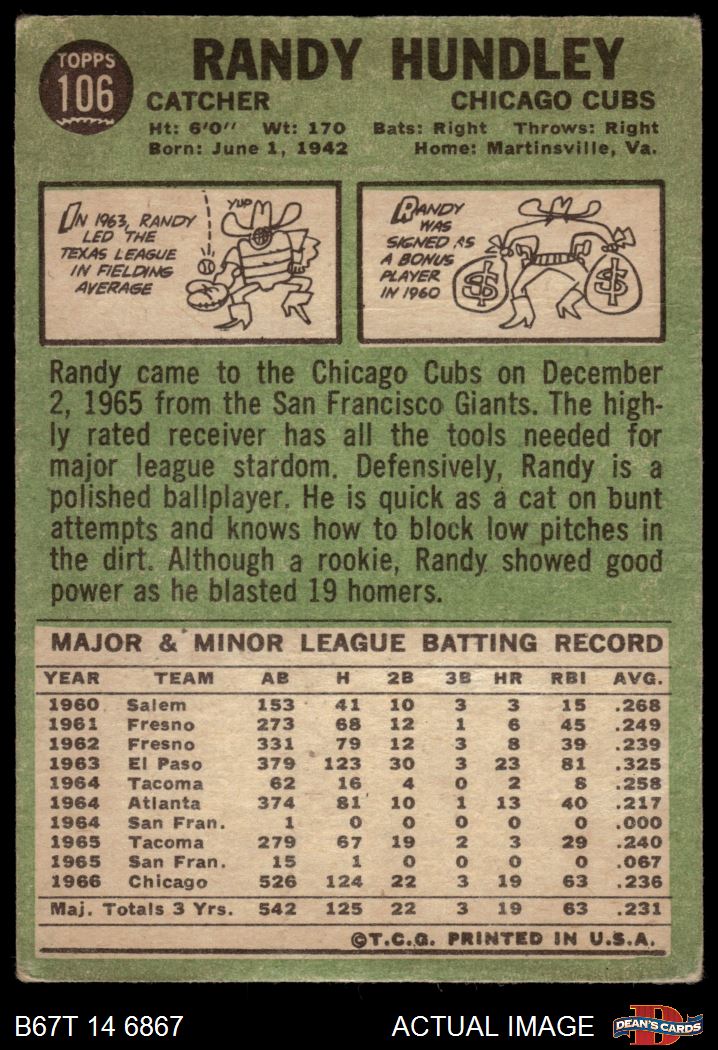 TOPPS
106
RANDY HUNDLEY
CATCHER CHICAGO CUBS
Ht: 6'0" Wt: 170 Bats: Right Throws: Right
Born: June 1, 1942 Home: Martinsville, Va.
IN 1963, RANDY
LED THE
TEXAS LEAGUE
IN FIELDING
AVERAGE
YUP
RANDY
WAS
SIGNED AS
A BONUS
PLAYER
IN 1960
$
$
Randy came to the Chicago Cubs on December
2, 1965 from the San Francisco Giants. The high-
ly rated receiver has all the tools needed for
major league stardom. Defensively, Randy is a
polished ballplayer. He is quick as a cat on bunt
attempts and knows how to block low pitches in
the dirt. Although a rookie, Randy showed good
power as he blasted 19 homers.
MAJOR & MINOR LEAGUE BATTING RECORD
YEAR TEAM AB H 2B 3B HR RBI AVG.
1960 Salem 153 41 10 3 3 15 .268
1961 Fresno 273 68 12 1 6 45 .249
1962 Fresno 331 79 12 3 8 39 .239
1963 El Paso 379 123 30 3 23 81 .325
1964 Tacoma 62 16 4 0 2 8 .258
1964 Atlanta 374 81 10 1 13 40 .217
1964 San Fran. 1 0 0 0 0 0 .000
1965 Tacoma 279 67 19 2 3 29 .240
1965 San Fran. 15 1 0 0 0 0 .067
1966 Chicago 526 124 22 3 19 63 .236
Maj. Totals 3 Yrs. 542 125 22 3 19 63 .231
©T.C.G. PRINTED IN U.S.A.
B67T 14 6867 ACTUAL IMAGE
D
DEAN'S CARDS